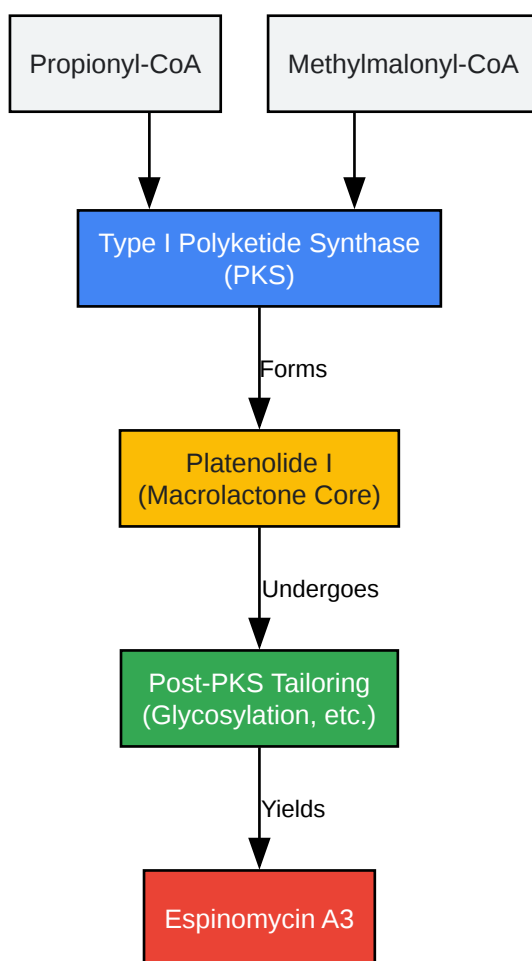 Propionyl-CoA
Methylmalonyl-CoA
Type I Polyketide Synthase
(PKS)
Forms
Platenolide I
(Macrolactone Core)
Undergoes
Post-PKS Tailoring
(Glycosylation, etc.)
Yields
Espinomycin A3